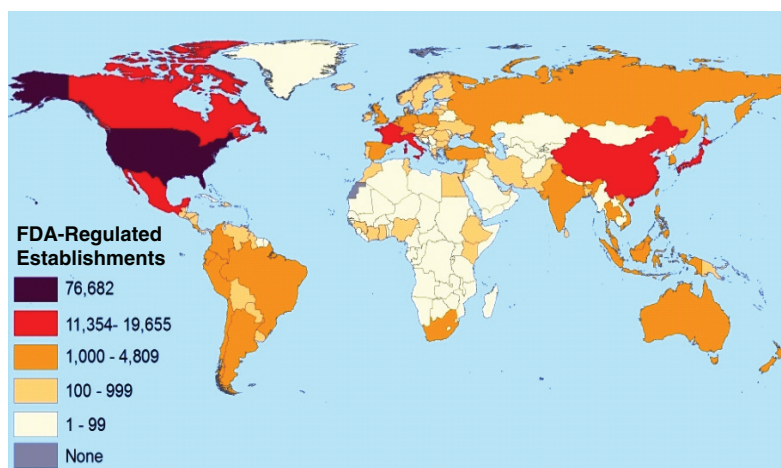 FDA-Regulated
Establishments
76,682
11,354- 19,655
1,000 - 4,809
100 - 999
1 - 99
None